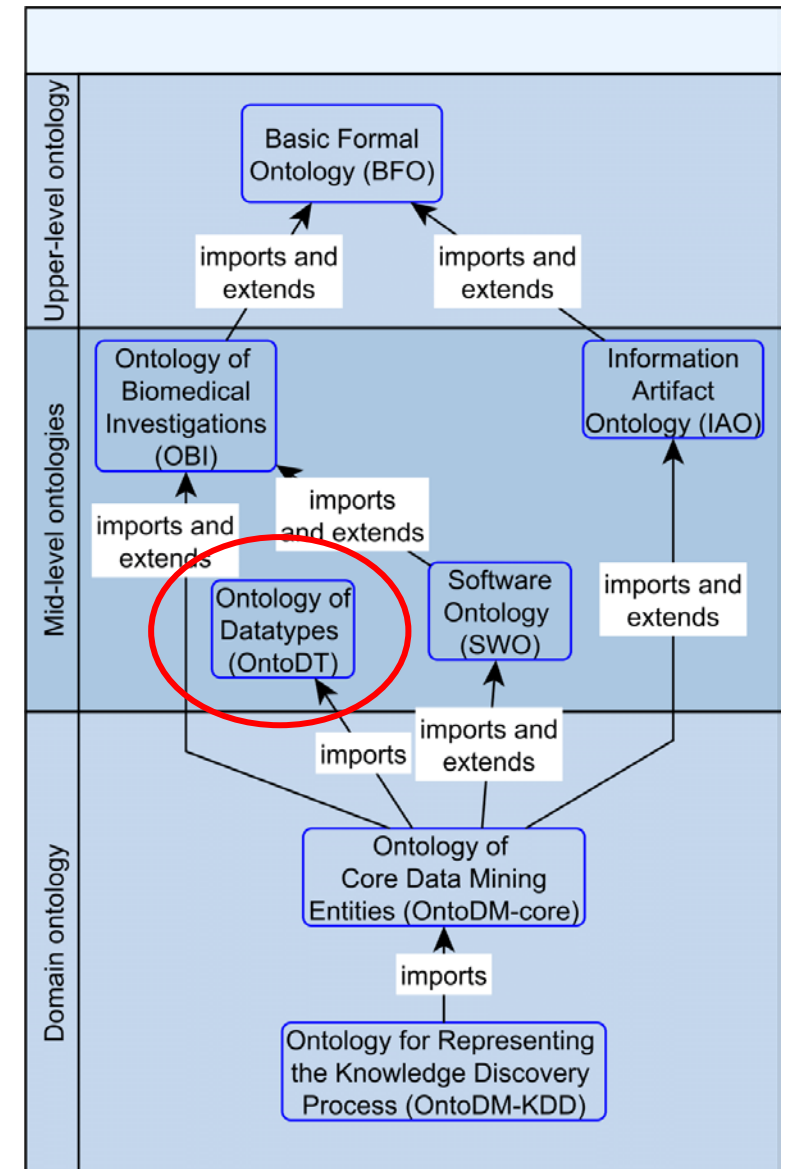 Upper-level ontology
Basic Formal
Ontology (BFO)
imports and
extends
imports and
extends
Mid-level ontologies
Ontology of
Biomedical
Investigations
(OBI)
Information
Artifact
Ontology (IAO)
imports
and extends
imports and
extends
Ontology of
Datatypes
(OntoDT)
Software
Ontology
(SWO)
imports and
extends
imports
imports and
extends
Domain ontology
Ontology of
Core Data Mining
Entities (OntoDM-core)
imports
Ontology for Representing
the Knowledge Discovery
Process (OntoDM-KDD)